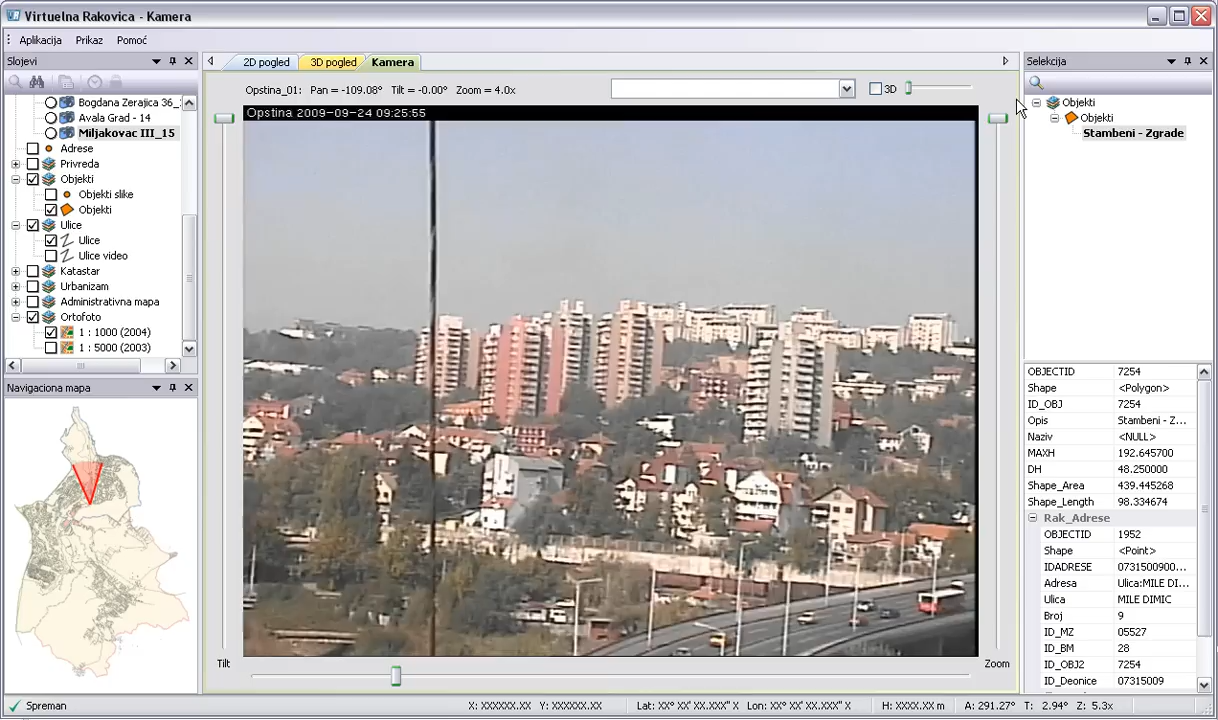 Virtuelna Rakovica - Kamera
Aplikacija Prikaz Pomoć
Slojevi
Bogdana Zerajica 36_
Avala Grad - 14
Miljakovac III_15
Adrese
Privreda
Objekti
Objekti slike
Objekti
Ulice
Ulice
Ulice video
Katastar
Urbanizam
Administrativna mapa
Ortofoto
1 : 1000 (2004)
1 : 5000 (2003)
Navigaciona mapa
2D pogled 3D pogled Kamera
Opstina_01: Pan = -109.08° Tilt = -0.00° Zoom = 4.0x 3D
Opstina 2009-09-24 09:25:55
Tilt Zoom
Selekcija
Objekti
Objekti
Stambeni - Zgrade
OBJECTID 7254
Shape <Polygon>
ID_OBJ 7254
Opis Stambeni - Z...
Naziv <NULL>
MAXH 192.645700
DH 48.250000
Shape_Area 439.445268
Shape_Length 98.334674
Rak_Adrese
OBJECTID 1952
Shape <Point>
IDADRESE 0731500900...
Adresa Ulica:MILE DI...
Ulica MILE DIMIC
Broj 9
ID_MZ 05527
ID_BM 28
ID_OBJ2 7254
ID_Deonice 07315009
Spreman X: XXXXXX.XX Y: XXXXXX.XX Lat: XX° XX' XX.XXX" X Lon: XX° XX' XX.XXX" X H: XXXX.XX m A: 291.27° T: 2.94° Z: 5.3x